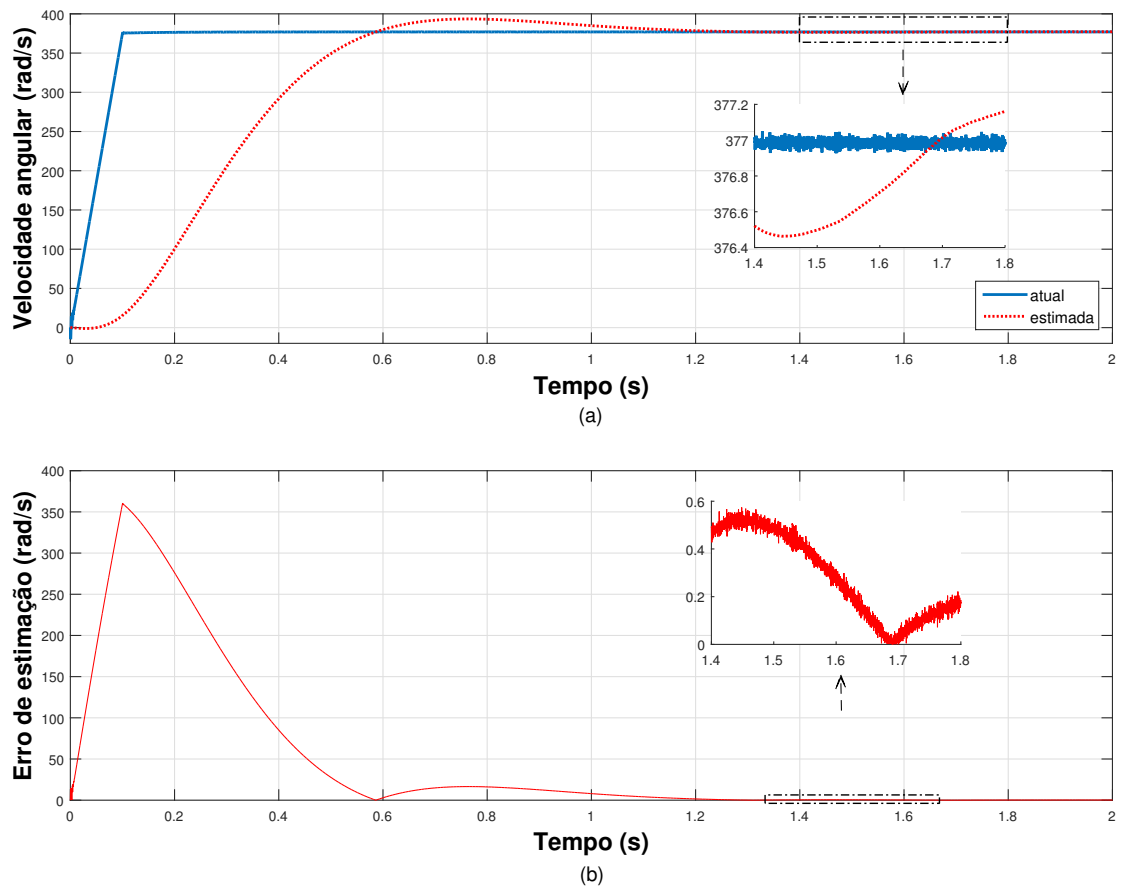 Velocidade angular (rad/s)
400
350
300
250
200
150
100
50
0
377.2
377
376.8
376.6
376.4
1.4 1.5 1.6 1.7 1.8
atual
estimada
0 0.2 0.4 0.6 0.8 1 1.2 1.4 1.6 1.8 2
Tempo (s)
(a)
Erro de estimação (rad/s)
400
350
300
250
200
150
100
50
0
0.6
0.4
0.2
0
1.4 1.5 1.6 1.7 1.8
0 0.2 0.4 0.6 0.8 1 1.2 1.4 1.6 1.8 2
Tempo (s)
(b)